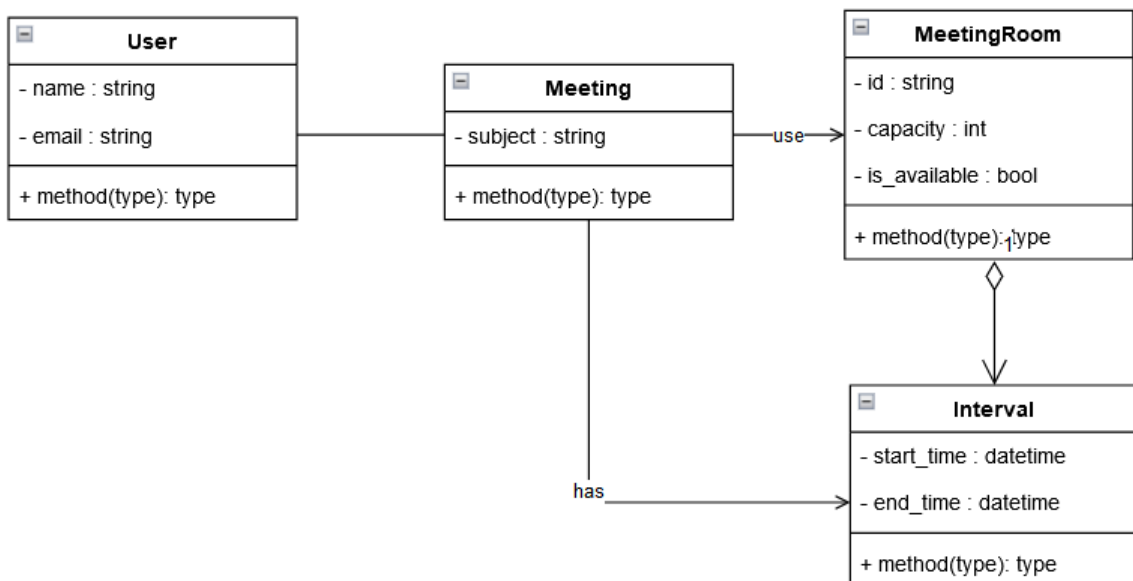 User
- name : string
- email : string
+ method(type): type
Meeting
- subject : string
+ method(type): type
use
MeetingRoom
- id : string
- capacity : int
- is_available : bool
+ method(type): type
1
has
Interval
- start_time : datetime
- end_time : datetime
+ method(type): type